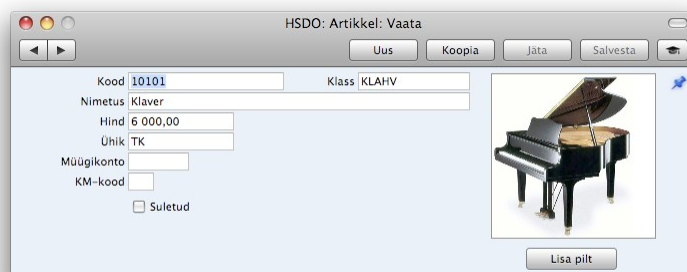 HSDO: Artikkel: Vaata
Uus Koopia Jäta Salvesta
Kood 10101 Klass KLAHV
Nimetus Klaver
Hind 6 000,00
Ühik TK
Müügikonto
KM-kood
Suletud
Lisa pilt